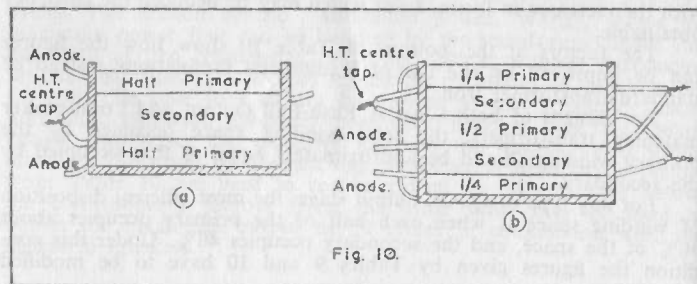 Anode.
H.T.
centre
tap
Anode
Half Primary
Secondary
Half Primary
(a)
H.T. centre
tap.
Anode.
Anode.
1/4 Primary
Secondary
1/2 Primary
Secondary
1/4 Primary
(b)
Fig. 10.